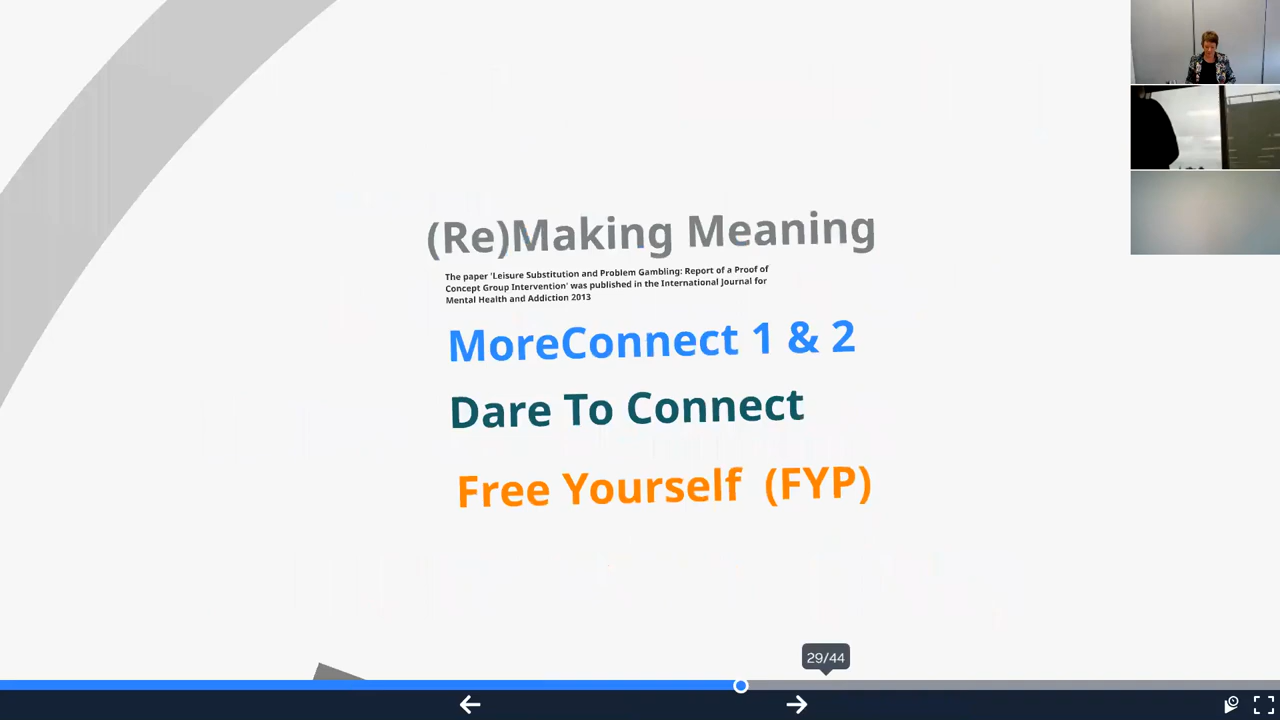 (Re)Making Meaning
The paper 'Leisure Substitution and Problem Gambling: Report of a Proof of
Concept Group Intervention' was published in the International Journal for
Mental Health and Addiction 2013
MoreConnect 1 & 2
Dare To Connect
Free Yourself (FYP)
29/44